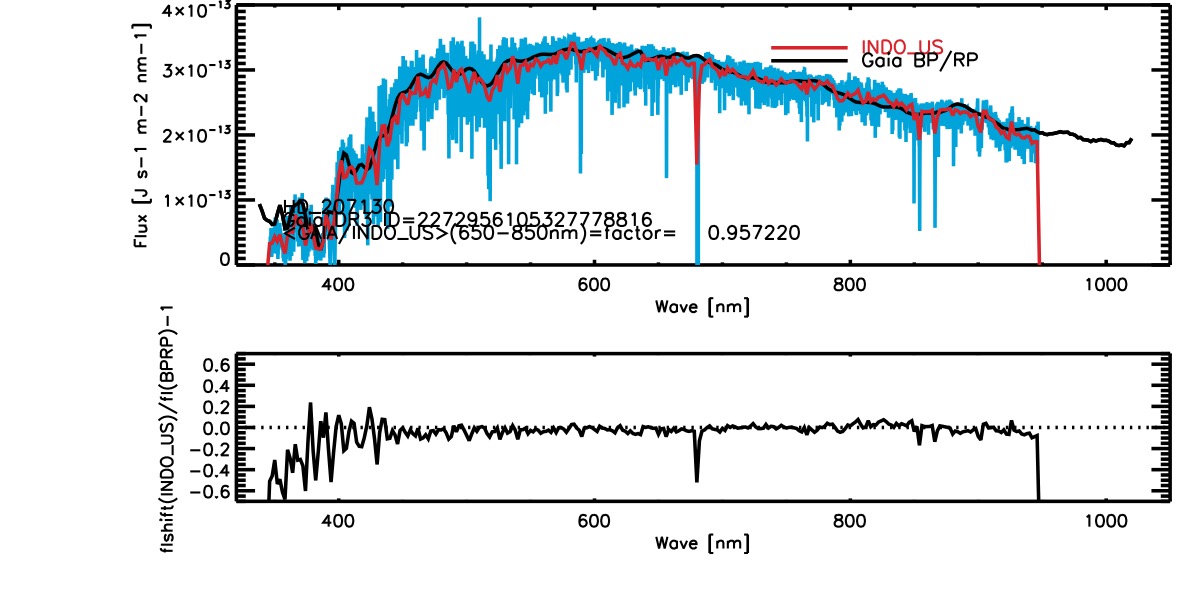 4×10−13
3×10−13
2×10−13
1×10−13
0
Flux [J s−1 m−2 nm−1]
INDO_US
Gaia BP/RP
HD_207130
Gaia DR3 ID=2272956105327778816
<GAIA/INDO_US>(650−850nm)=factor= 0.957220
400 600 800 1000
Wave [nm]
flshift(INDO_US)/fl(BPRP)−1
0.6
0.4
0.2
0.0
−0.2
−0.4
−0.6
400 600 800 1000
Wave [nm]